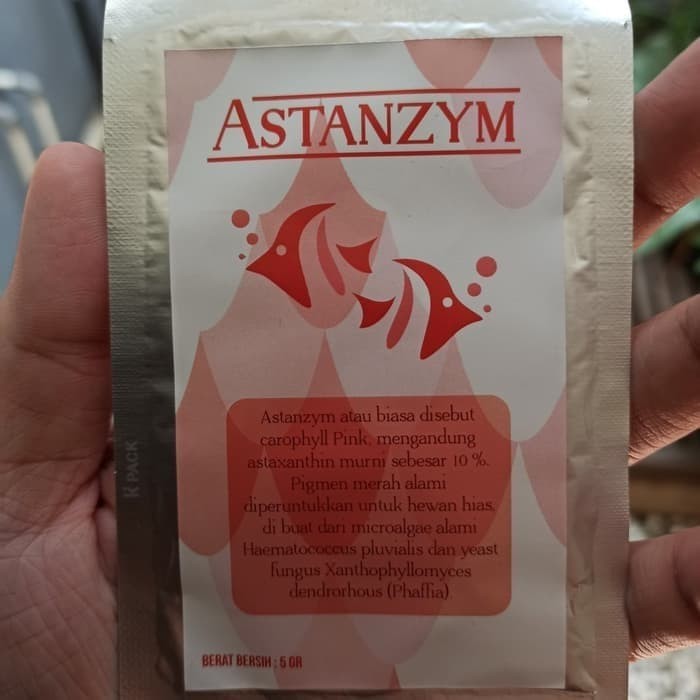 ASTANZYM
Astanzym atau biasa disebut
carophyll Pink, mengandung
astaxanthin murni sebesar 10 %.
Pigmen merah alami
diperuntukkan untuk hewan hias,
di buat dari microalgae alami
Haematococcus pluvialis dan yeast
fungus Xanthophyllomyces
dendrorhous (Phaffia)
K PACK
BERAT BERSIH : 5 GR